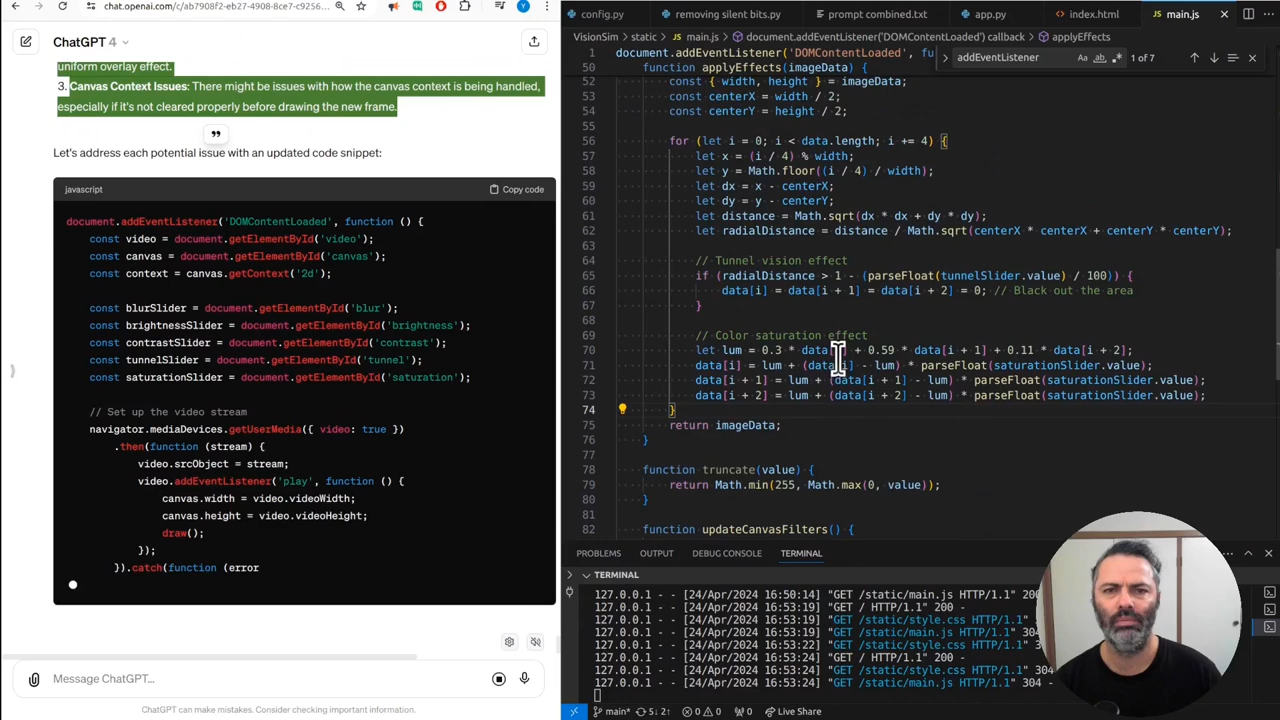 chat.openai.com/c/ab7908f2-eb27-4908-8ce7-c9256...
ChatGPT 4
uniform overlay effect.
3. Canvas Context Issues: There might be issues with how the canvas context is being handled,
especially if it's not cleared properly before drawing the new frame.
Let's address each potential issue with an updated code snippet:
javascript
Copy code
document.addEventListener('DOMContentLoaded', function () {
const video = document.getElementById('video');
const canvas = document.getElementById('canvas');
const context = canvas.getContext('2d');
const blurSlider = document.getElementById('blur');
const brightnessSlider = document.getElementById('brightness');
const contrastSlider = document.getElementById('contrast');
const tunnelSlider = document.getElementById('tunnel');
const saturationSlider = document.getElementById('saturation');
// Set up the video stream
navigator.mediaDevices.getUserMedia({ video: true })
.then(function (stream) {
video.srcObject = stream;
video.addEventListener('play', function () {
canvas.width = video.videoWidth;
canvas.height = video.videoHeight;
draw();
});
}).catch(function (error
Message ChatGPT...
ChatGPT can make mistakes. Consider checking important information.
config.py
removing silent bits.py
prompt combined.txt
app.py
index.html
main.js
VisionSim > static > main.js > document.addEventListener('DOMContentLoaded') callback > applyEffects
addEventListener
Aa
ab
1 of 7
1 document.addEventListener('DOMContentLoaded', fu
50 function applyEffects(imageData) {
52 const { width, height } = imageData;
53 const centerX = width / 2;
54 const centerY = height / 2;
55
56 for (let i = 0; i < data.length; i += 4) {
57 let x = (i / 4) % width;
58 let y = Math.floor((i / 4) / width);
59 let dx = x - centerX;
60 let dy = y - centerY;
61 let distance = Math.sqrt(dx * dx + dy * dy);
62 let radialDistance = distance / Math.sqrt(centerX * centerX + centerY * centerY);
63
64 // Tunnel vision effect
65 if (radialDistance > 1 - (parseFloat(tunnelSlider.value) / 100)) {
66 data[i] = data[i + 1] = data[i + 2] = 0; // Black out the area
67 }
68
69 // Color saturation effect
70 let lum = 0.3 * data[i] + 0.59 * data[i + 1] + 0.11 * data[i + 2];
71 data[i] = lum + (data[i] - lum) * parseFloat(saturationSlider.value);
72 data[i + 1] = lum + (data[i + 1] - lum) * parseFloat(saturationSlider.value);
73 data[i + 2] = lum + (data[i + 2] - lum) * parseFloat(saturationSlider.value);
74 }
75 return imageData;
76 }
77
78 function truncate(value) {
79 return Math.min(255, Math.max(0, value));
80 }
81
82 function updateCanvasFilters() {
PROBLEMS OUTPUT DEBUG CONSOLE TERMINAL
TERMINAL
127.0.0.1 - - [24/Apr/2024 16:50:14] "GET /static/main.js HTTP/1.1" 200
127.0.0.1 - - [24/Apr/2024 16:53:19] "GET / HTTP/1.1" 200 -
127.0.0.1 - - [24/Apr/2024 16:53:19] "GET /static/style.css HTTP/1.1"
127.0.0.1 - - [24/Apr/2024 16:53:19] "GET /static/main.js HTTP/1.1" 304
127.0.0.1 - - [24/Apr/2024 16:53:22] "GET /static/style.css HTTP/1.1"
127.0.0.1 - - [24/Apr/2024 16:53:24] "GET / HTTP/1.1" 200 -
127.0.0.1 - - [24/Apr/2024 16:53:24] "GET /static/style.css HTTP/1.1"
127.0.0.1 - - [24/Apr/2024 16:53:24] "GET /static/main.js HTTP/1.1" 304 -
main* 5↓ 2↑ 0 0 0 Live Share